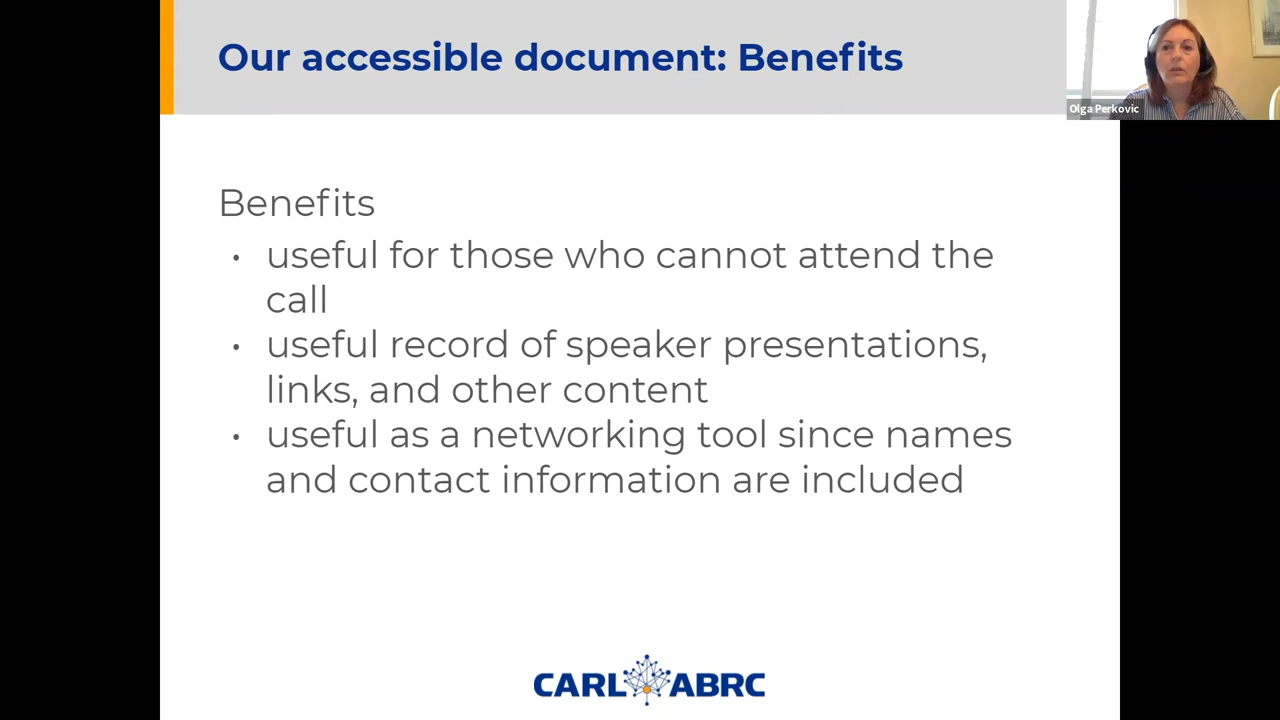 Our accessible document: Benefits
Olga Perkovic
Benefits
• useful for those who cannot attend the
call
• useful record of speaker presentations,
links, and other content
• useful as a networking tool since names
and contact information are included
CARL ABRC